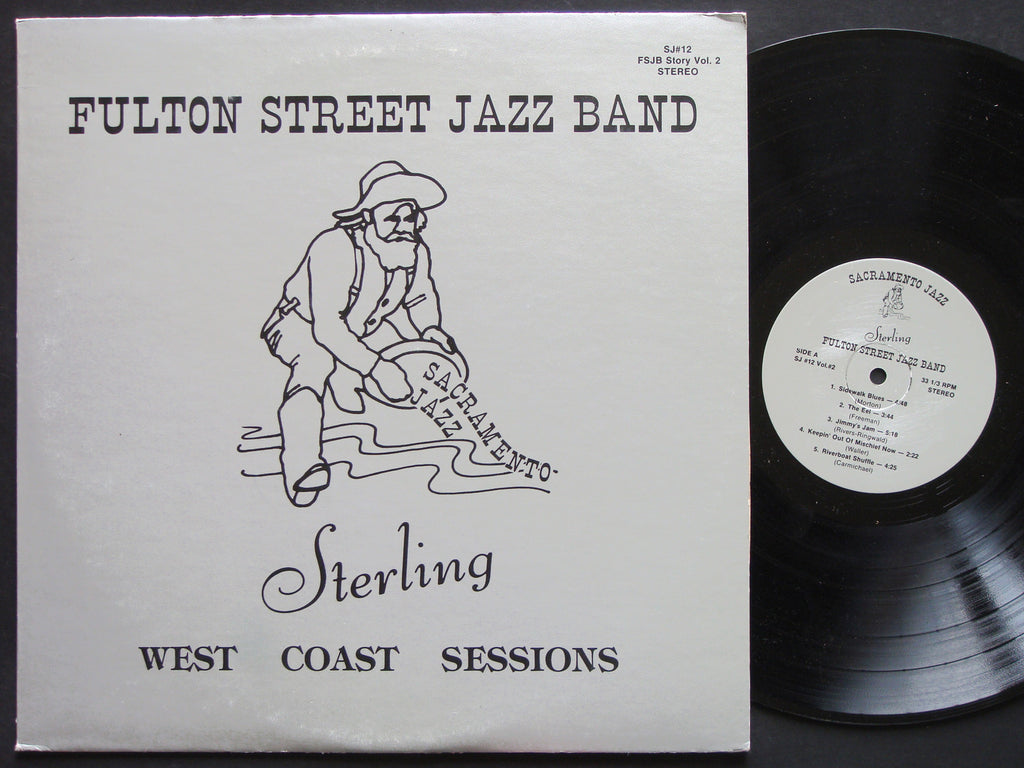 SJ#12
FSJB Story Vol. 2
STEREO
FULTON STREET JAZZ BAND
SACRAMENTO
JAZZ
Sterling
WEST COAST SESSIONS
SACRAMENTO JAZZ
Sterling
FULTON STREET JAZZ BAND
SIDE A
SJ #12 Vol.#2
33 1/3 RPM
STEREO
1. Sidewalk Blues — 4:48
(Morton)
2. The Eel — 3:44
(Freeman)
3. Jimmy's Jam — 5:18
(Rivers-Ringwald)
4. Keepin' Out Of Mischief Now — 2:22
(Waller)
5. Riverboat Shuffle — 4:25
(Carmichael)